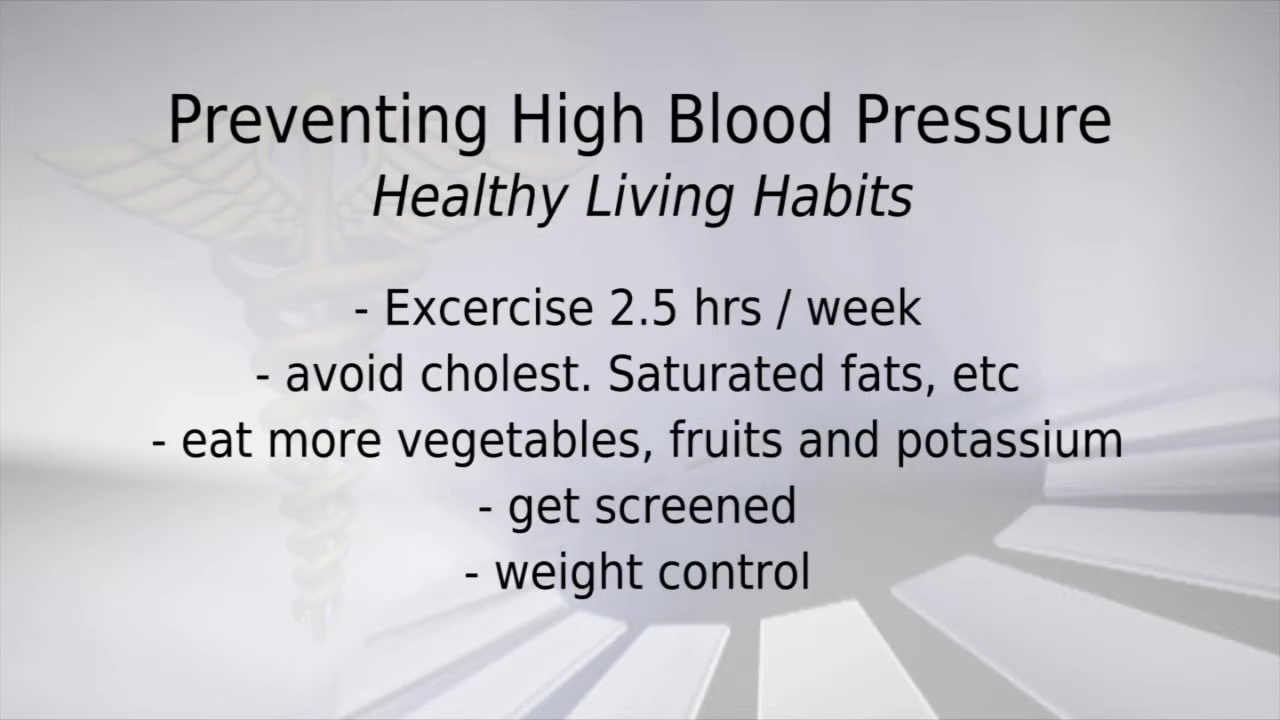 Preventing High Blood Pressure
Healthy Living Habits
- Excercise 2.5 hrs / week
- avoid cholest. Saturated fats, etc
- eat more vegetables, fruits and potassium
- get screened
- weight control